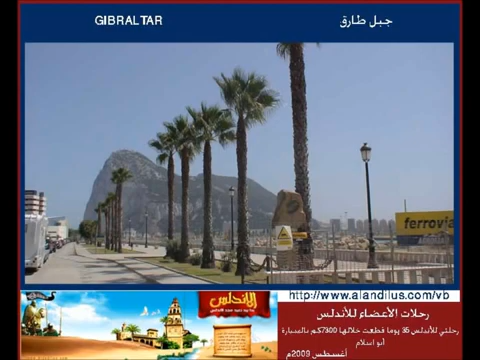 GIBRALTAR
جبل طارق
ferrovial
http://www.alandilus.com/vb
الأندلس
رحلات الأعضاء للأندلس
رحلتي للأندلس 35 يوما قطعت خلالها 7300كم بالسيارة
أبو اسلام
أغسطس 2009م